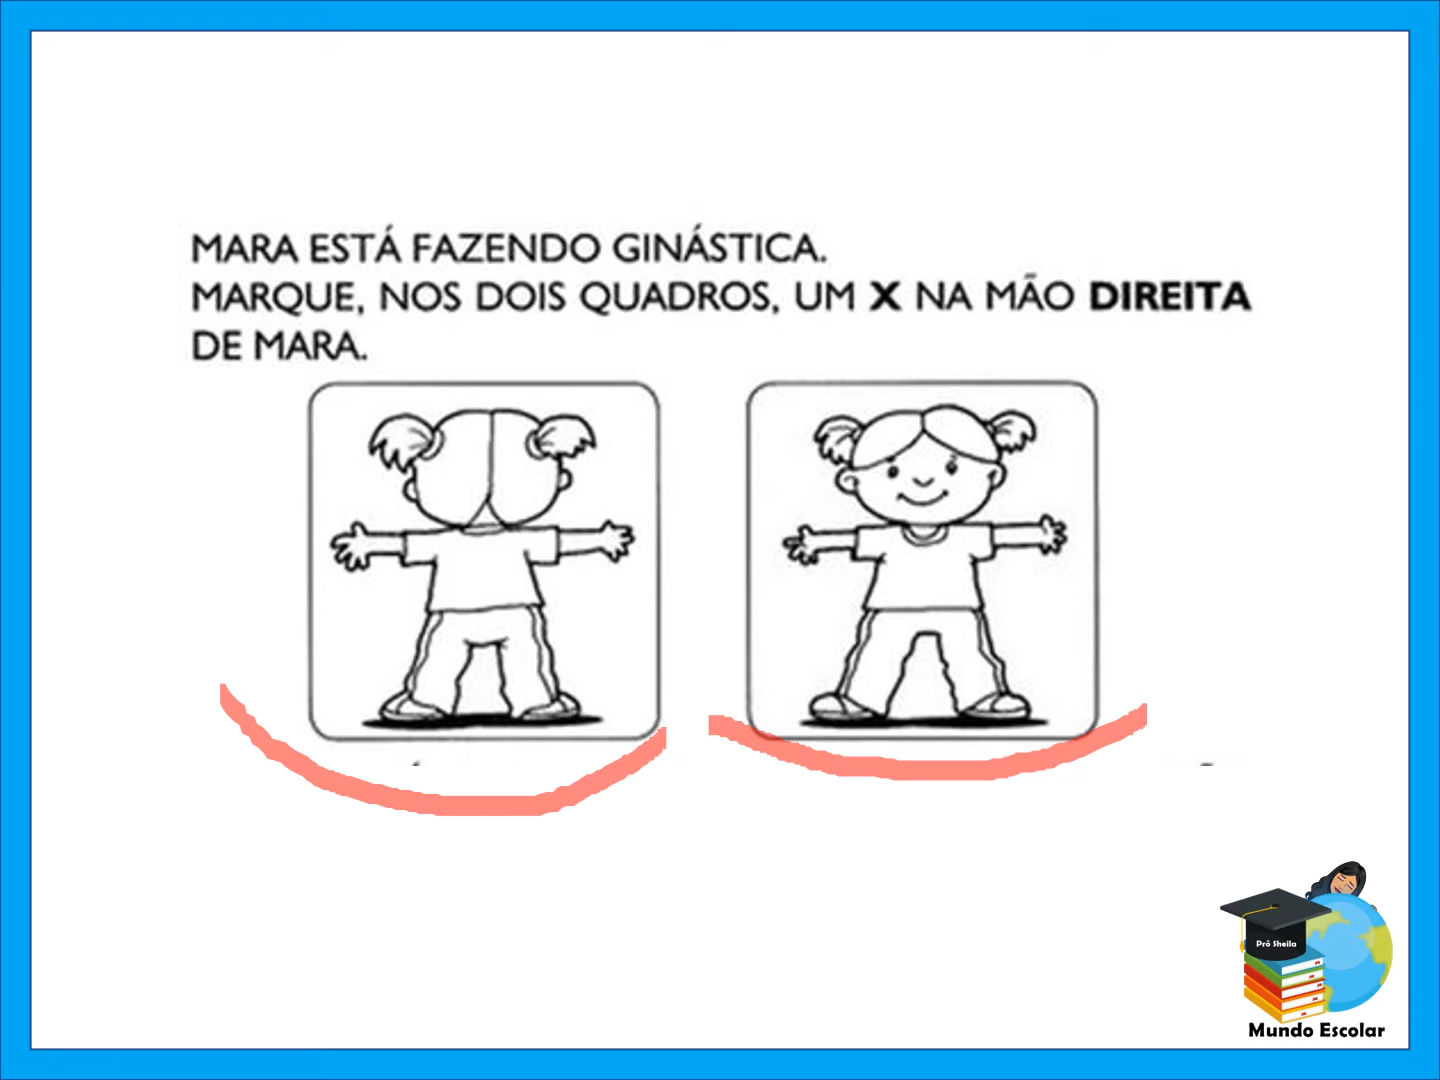 MARA ESTÁ FAZENDO GINÁSTICA.
MARQUE, NOS DOIS QUADROS, UM X NA MÃO DIREITA
DE MARA.
Prô Sheila
Mundo Escolar